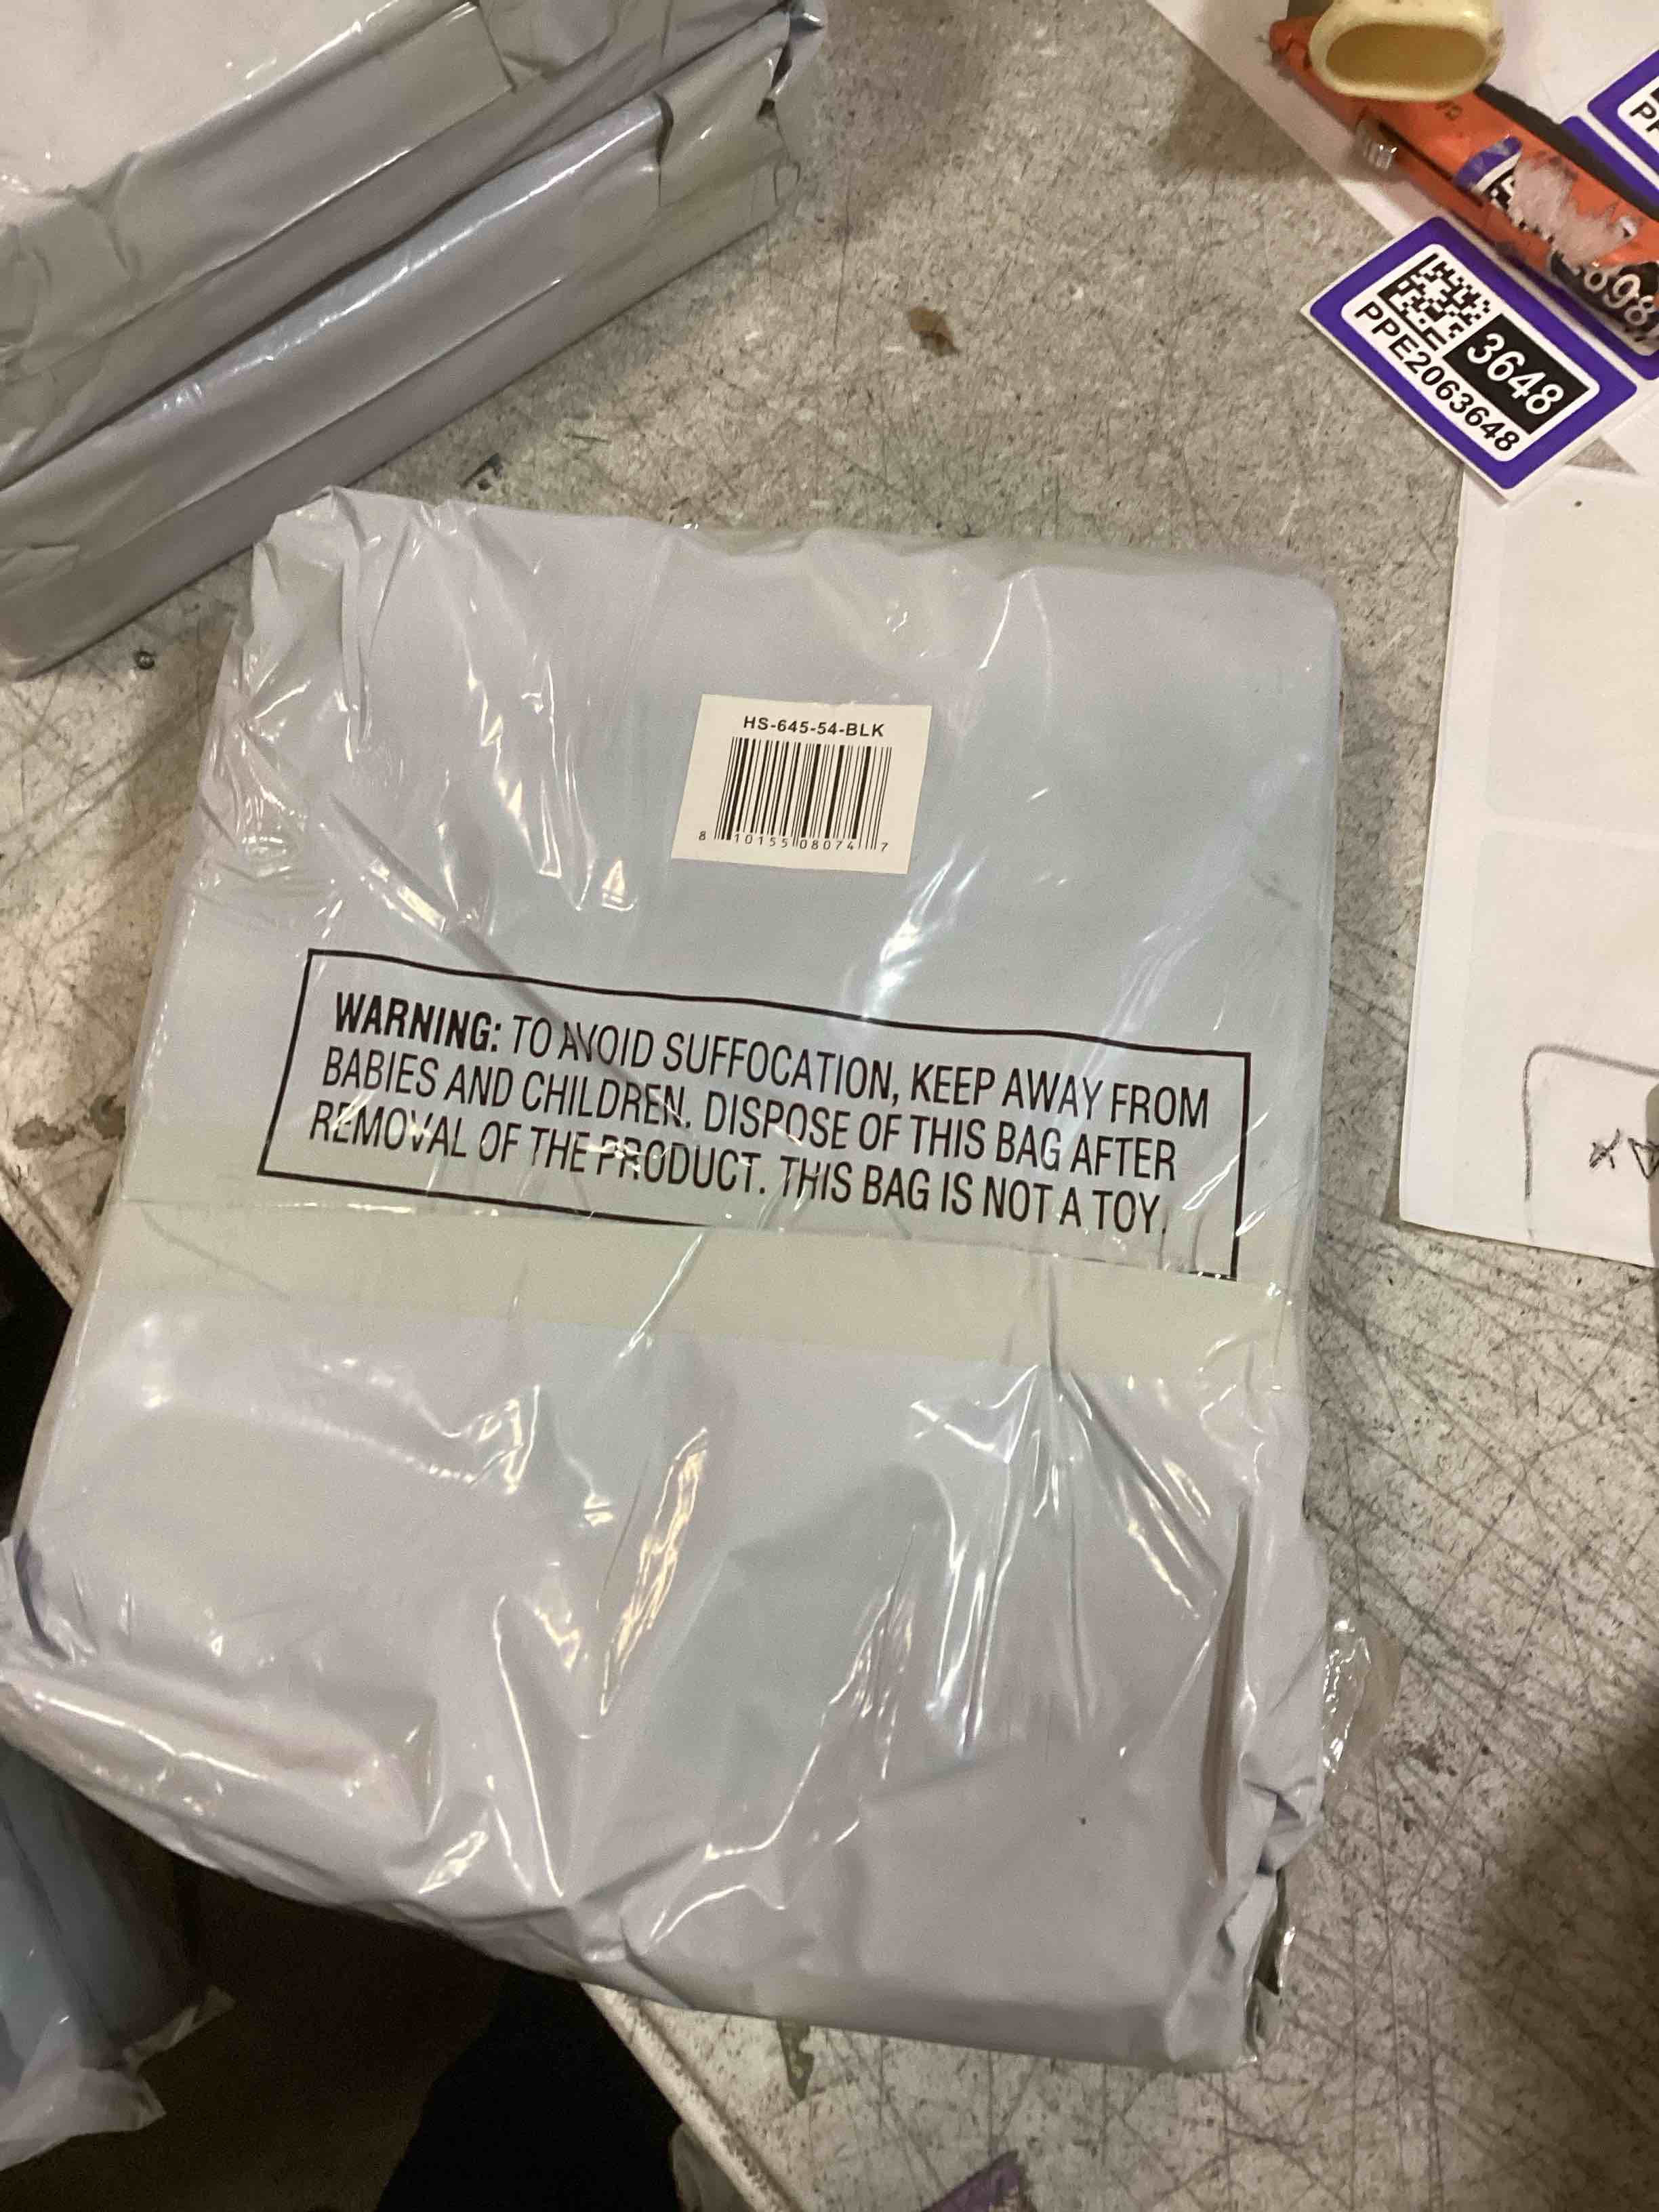 3648
PPE2063648
HS-645-54-BLK
8 10155 08074 7
WARNING: TO AVOID SUFFOCATION, KEEP AWAY FROM
BABIES AND CHILDREN. DISPOSE OF THIS BAG AFTER
REMOVAL OF THE PRODUCT. THIS BAG IS NOT A TOY.